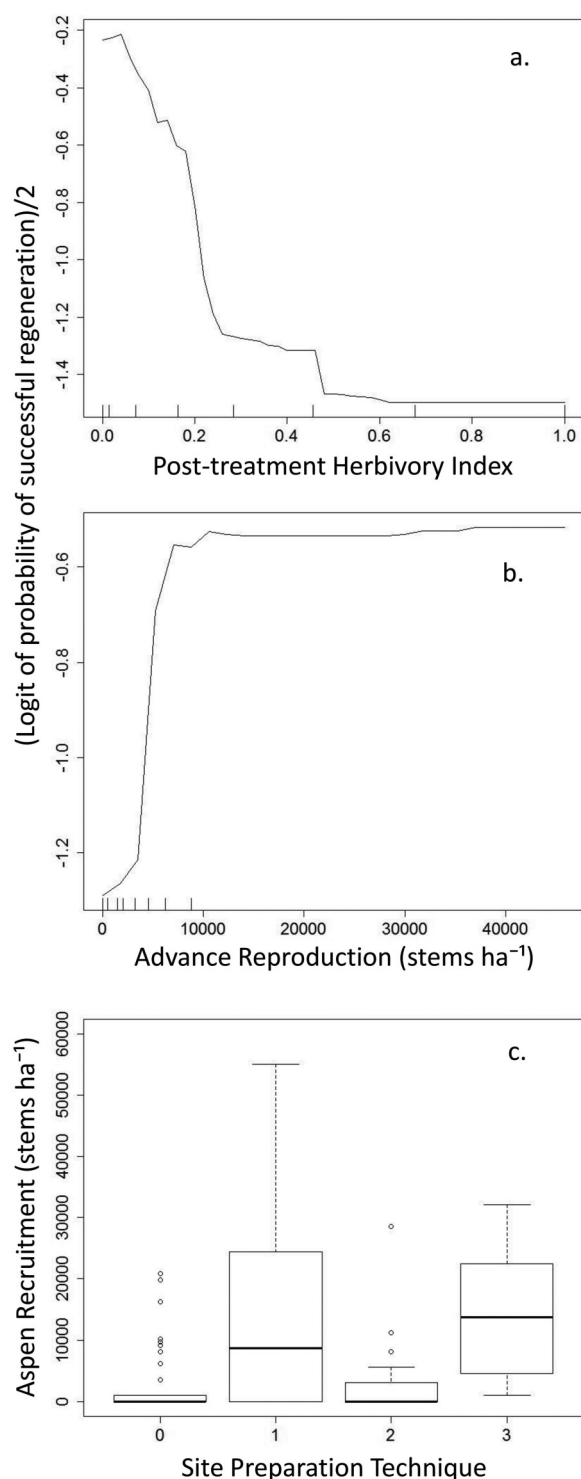 (Logit of probability of successful regeneration)/2
a.
-0.2
-0.4
-0.6
-0.8
-1.0
-1.2
-1.4
0.0 0.2 0.4 0.6 0.8 1.0
Post-treatment Herbivory Index
b.
-0.6
-0.8
-1.0
-1.2
0 10000 20000 30000 40000
Advance Reproduction (stems ha⁻¹)
c.
Aspen Recruitment (stems ha⁻¹)
60000
50000
40000
30000
20000
10000
0
0 1 2 3
Site Preparation Technique